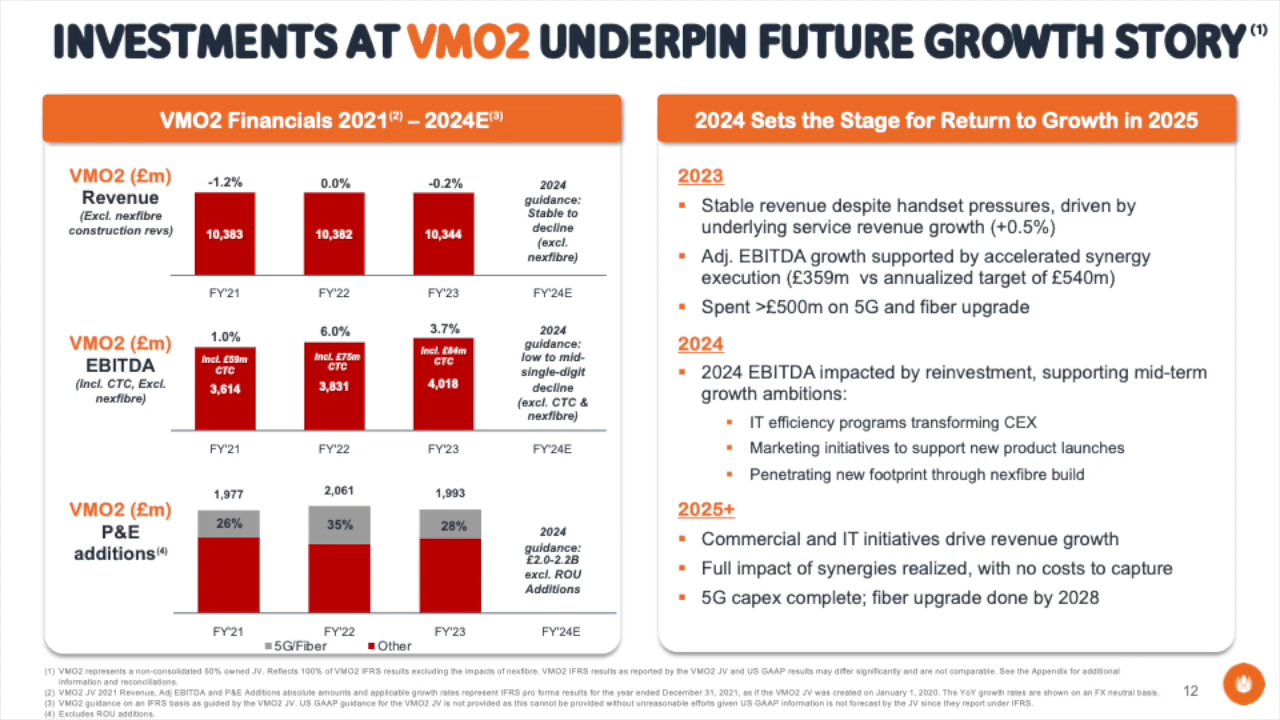 INVESTMENTS AT VMO2 UNDERPIN FUTURE GROWTH STORY(1)
VMO2 Financials 2021(2) – 2024E(3)
VMO2 (£m)
Revenue
(Excl. nexfibre
construction revs)
-1.2%
0.0%
-0.2%
10,383
10,382
10,344
2024
guidance:
Stable to
decline
(excl.
nexfibre)
FY'21
FY'22
FY'23
FY'24E
VMO2 (£m)
EBITDA
(Incl. CTC, Excl.
nexfibre)
1.0%
6.0%
3.7%
Incl. £59m
CTC
3,614
Incl. £75m
CTC
3,831
Incl. £84m
CTC
4,018
2024
guidance:
low to mid-
single-digit
decline
(excl. CTC &
nexfibre)
FY'21
FY'22
FY'23
FY'24E
VMO2 (£m)
P&E
additions(4)
1,977
2,061
1,993
26%
35%
28%
2024
guidance:
£2.0-2.2B
excl. ROU
Additions
FY'21
FY'22
FY'23
FY'24E
5G/Fiber
Other
2024 Sets the Stage for Return to Growth in 2025
2023
▪ Stable revenue despite handset pressures, driven by
underlying service revenue growth (+0.5%)
▪ Adj. EBITDA growth supported by accelerated synergy
execution (£359m vs annualized target of £540m)
▪ Spent >£500m on 5G and fiber upgrade
2024
▪ 2024 EBITDA impacted by reinvestment, supporting mid-term
growth ambitions:
▪ IT efficiency programs transforming CEX
▪ Marketing initiatives to support new product launches
▪ Penetrating new footprint through nexfibre build
2025+
▪ Commercial and IT initiatives drive revenue growth
▪ Full impact of synergies realized, with no costs to capture
▪ 5G capex complete; fiber upgrade done by 2028
(1) VMO2 represents a non-consolidated 50% owned JV. Reflects 100% of VMO2 IFRS results excluding the impacts of nexfibre. VMO2 IFRS results as reported by the VMO2 JV and US GAAP results may differ significantly and are not comparable. See the Appendix for additional
information and reconciliations.
(2) VMO2 JV 2021 Revenue, Adj EBITDA and P&E Additions absolute amounts and applicable growth rates represent IFRS pro forma results for the year ended December 31, 2021, as if the VMO2 JV was created on January 1, 2020. The YoY growth rates are shown on an FX neutral basis.
(3) VMO2 guidance on an IFRS basis as guided by the VMO2 JV. US GAAP guidance for the VMO2 JV is not provided as this cannot be provided without unreasonable efforts given US GAAP information is not forecast by the JV since they report under IFRS.
(4) Excludes ROU additions.
12